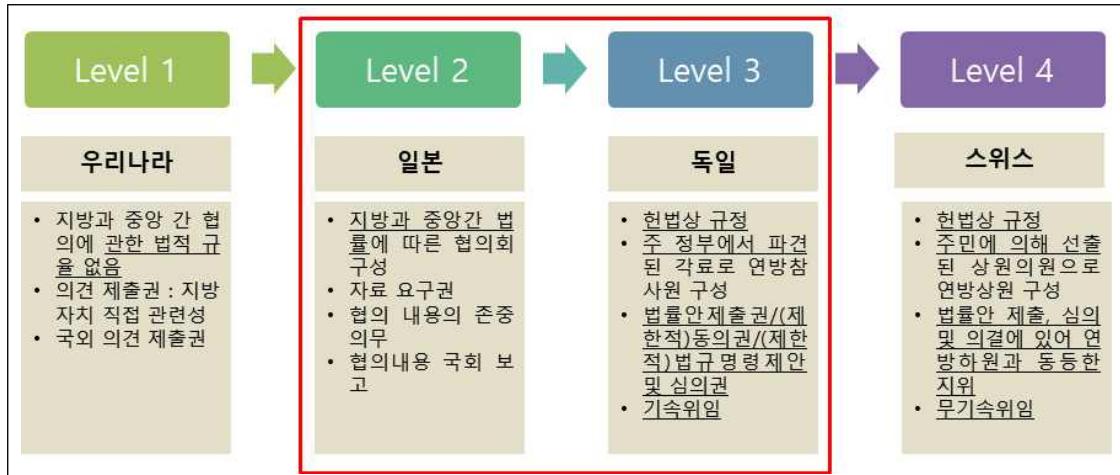 Level 1
Level 2
Level 3
Level 4
우리나라
일본
독일
스위스
• 지방과 중앙 간 협
의에 관한 법적 규
율 없음
• 의견 제출권 : 지방
자치 직접 관련성
• 국외 의견 제출권
• 지방과 중앙간 법
률에 따른 협의회
구성
• 자료 요구권
• 협의 내용의 존중
의무
• 협의내용 국회 보
고
• 헌법상 규정
• 주 정부에서 파견
된 각료로 연방참
사원 구성
• 법률안제출권/(제
한적)동의권/(제한
적)법규명령제안
및 심의권
• 기속위임
• 헌법상 규정
• 주민에 의해 선출
된 상원의원으로
연방상원 구성
• 법률안 제출, 심의
및 의결에 있어 연
방하원과 동등한
지위
• 무기속위임